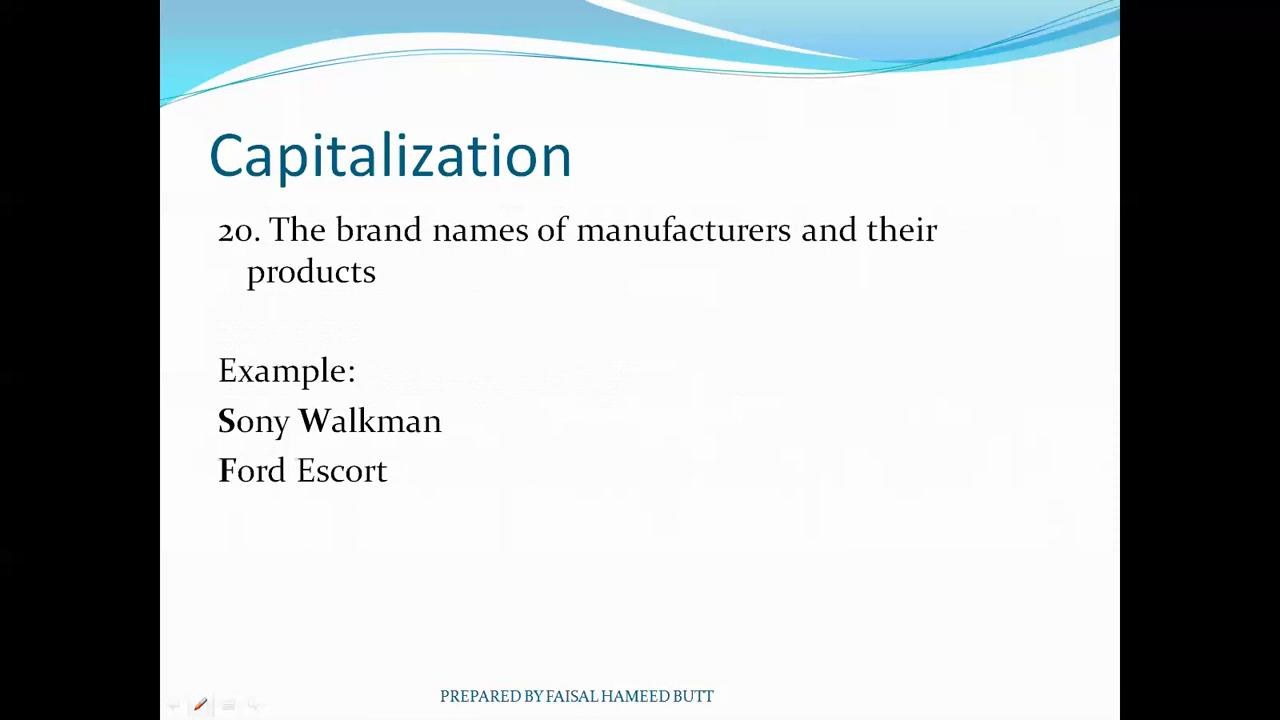 Capitalization
20. The brand names of manufacturers and their
products
Example:
Sony Walkman
Ford Escort
PREPARED BY FAISAL HAMEED BUTT